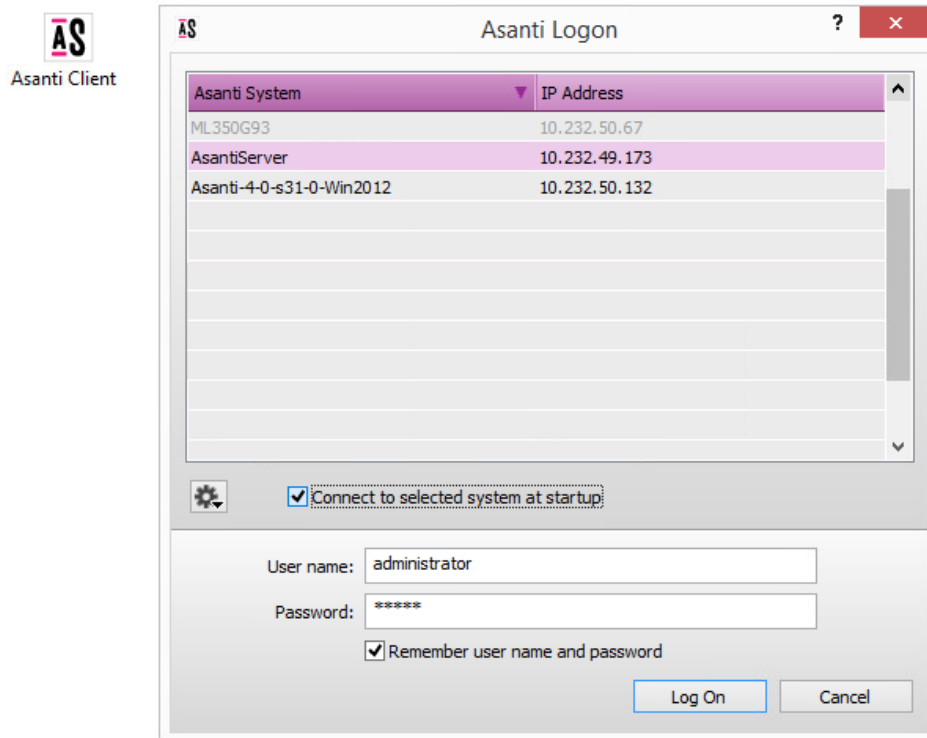 AS
Asanti Client
AS Asanti Logon ? ×
Asanti System IP Address
ML350G93 10.232.50.67
AsantiServer 10.232.49.173
Asanti-4-0-s31-0-Win2012 10.232.50.132
Connect to selected system at startup
User name: administrator
Password: *****
Remember user name and password
Log On Cancel